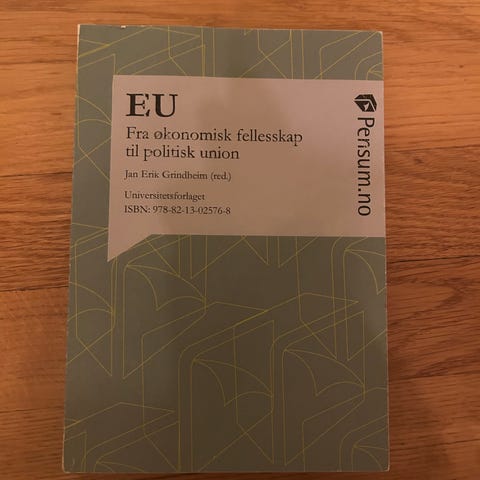 EU
Fra økonomisk fellesskap
til politisk union
Jan Erik Grindheim (red.)
Universitetsforlaget
ISBN: 978-82-13-02576-8
Pensum.no